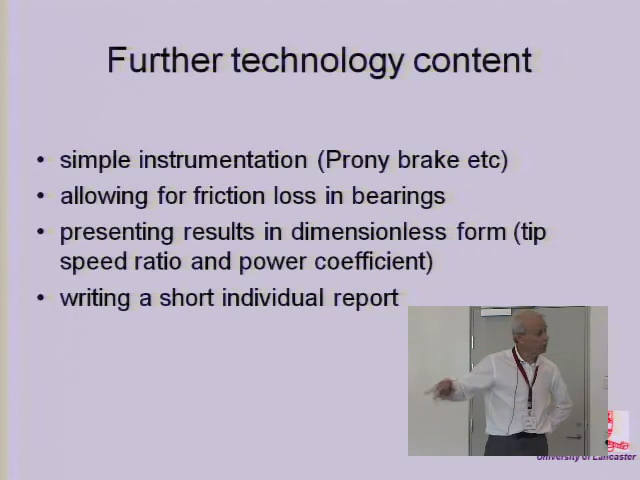 Further technology content
• simple instrumentation (Prony brake etc)
• allowing for friction loss in bearings
• presenting results in dimensionless form (tip
speed ratio and power coefficient)
• writing a short individual report
University of Lancaster